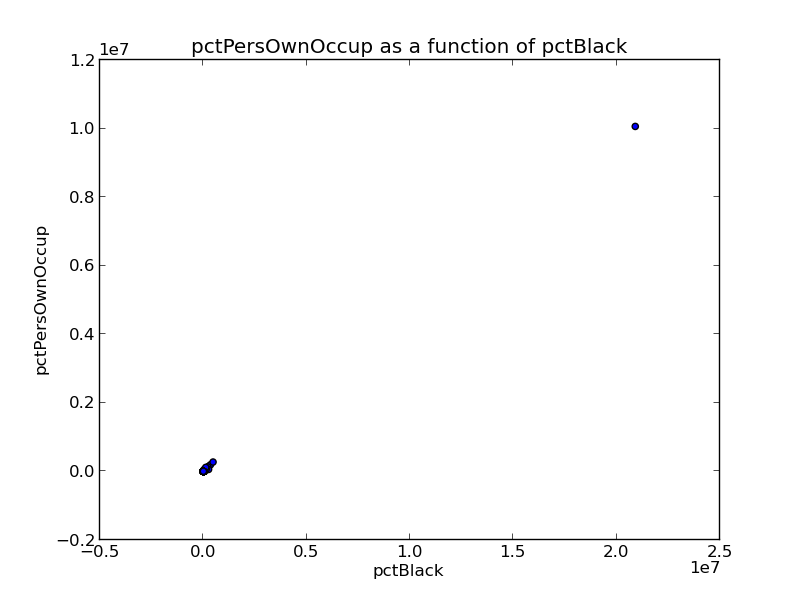 pctPersOwnOccup as a function of pctBlack
1e7
1.2
1.0
0.8
0.6
0.4
0.2
0.0
−0.2
pctPersOwnOccup
−0.5 0.0 0.5 1.0 1.5 2.0 2.5
1e7
pctBlack